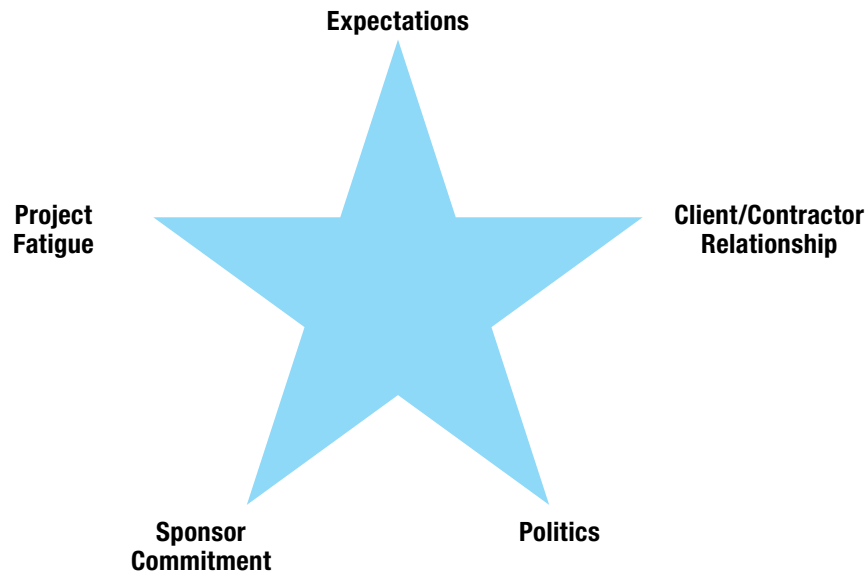 Expectations
Project
Fatigue
Client/Contractor
Relationship
Sponsor
Commitment
Politics